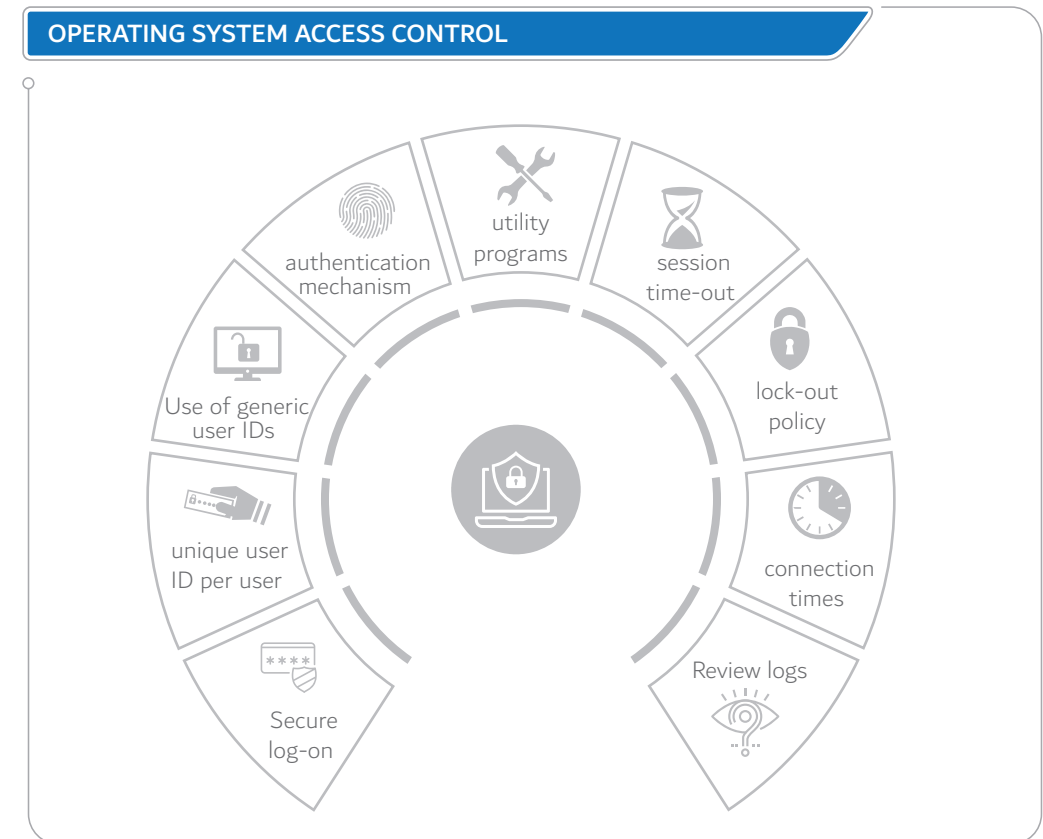 OPERATING SYSTEM ACCESS CONTROL
Secure
log-on
unique user
ID per user
Use of generic
user IDs
authentication
mechanism
utility
programs
session
time-out
lock-out
policy
connection
times
Review logs
****